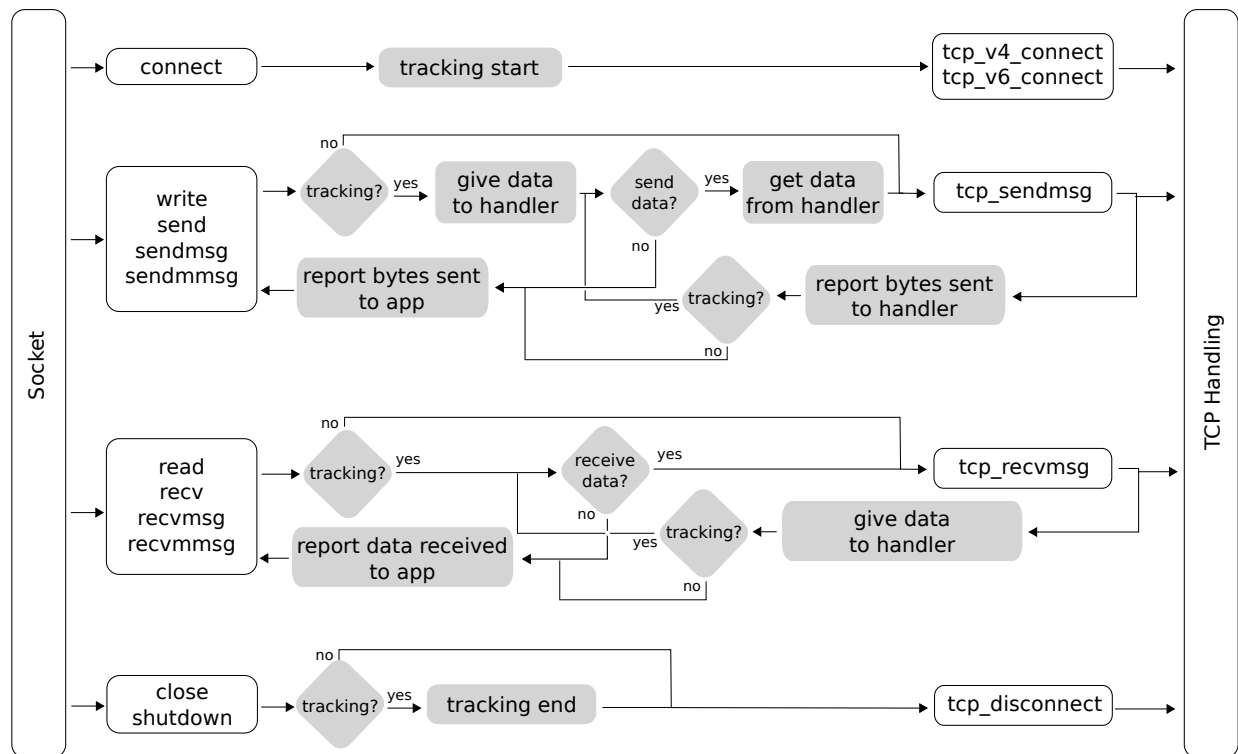 Socket
connect
tracking start
tcp_v4_connect
tcp_v6_connect
TCP Handling
no
write
send
sendmsg
sendmmsg
tracking?
yes
give data
to handler
send
data?
yes
get data
from handler
tcp_sendmsg
no
report bytes sent
to app
yes
tracking?
report bytes sent
to handler
no
no
read
recv
recvmsg
recvmmsg
tracking?
yes
receive
data?
yes
tcp_recvmsg
no
report data received
to app
yes
tracking?
give data
to handler
no
no
close
shutdown
tracking?
yes
tracking end
tcp_disconnect